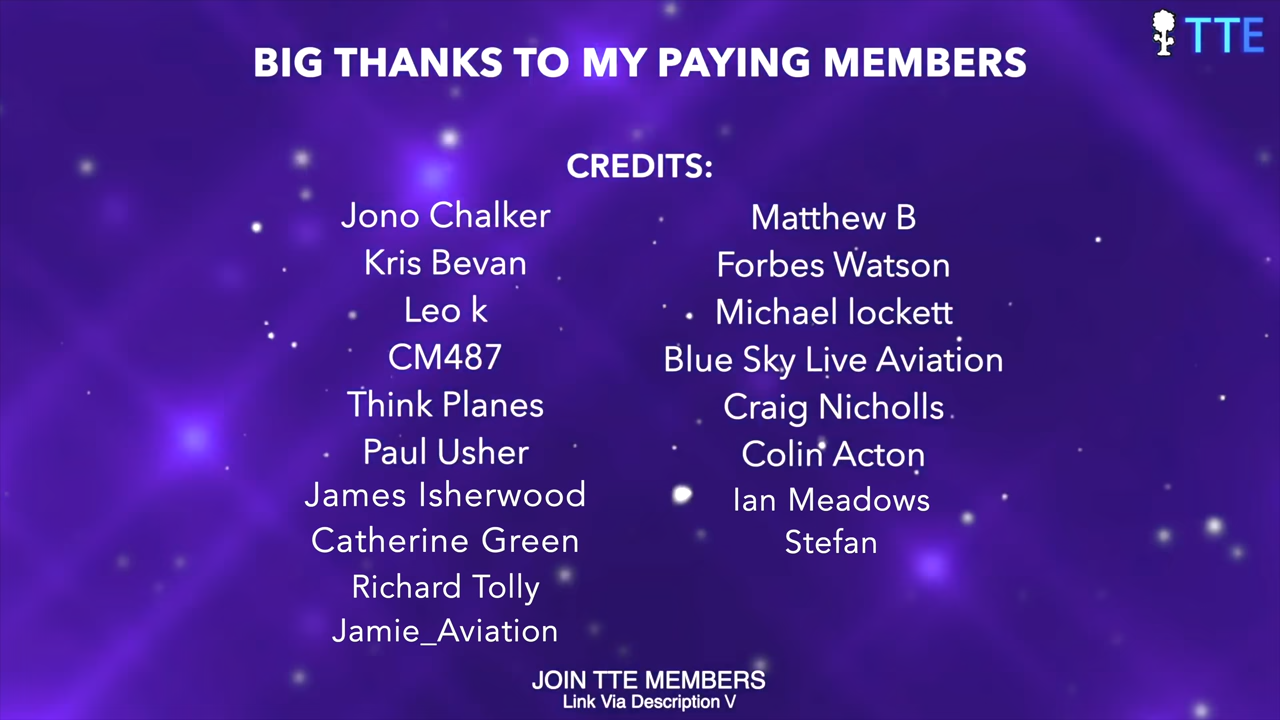 TTE
BIG THANKS TO MY PAYING MEMBERS
CREDITS:
Jono Chalker
Kris Bevan
Leo k
CM487
Think Planes
Paul Usher
James Isherwood
Catherine Green
Richard Tolly
Jamie_Aviation
Matthew B
Forbes Watson
Michael lockett
Blue Sky Live Aviation
Craig Nicholls
Colin Acton
Ian Meadows
Stefan
JOIN TTE MEMBERS
Link Via Description V